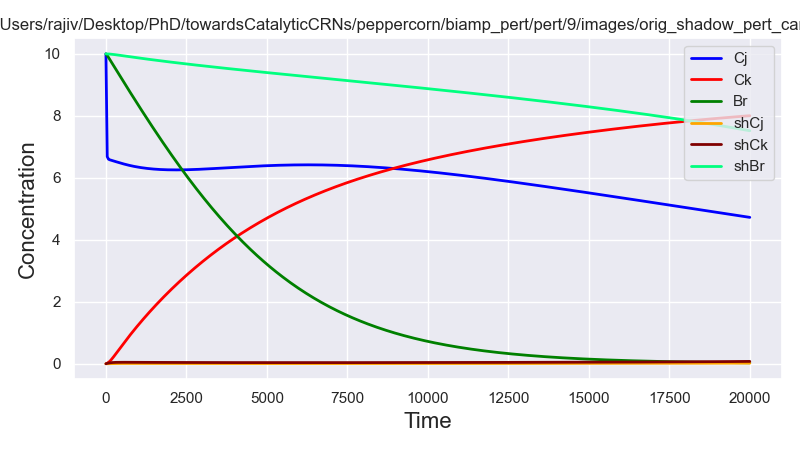 Users/rajiv/Desktop/PhD/towardsCatalyticCRNs/peppercorn/biamp_pert/pert/9/images/orig_shadow_pert_car
Concentration
10
8
6
4
2
0
Cj
Ck
Br
shCj
shCk
shBr
0 2500 5000 7500 10000 12500 15000 17500 20000
Time